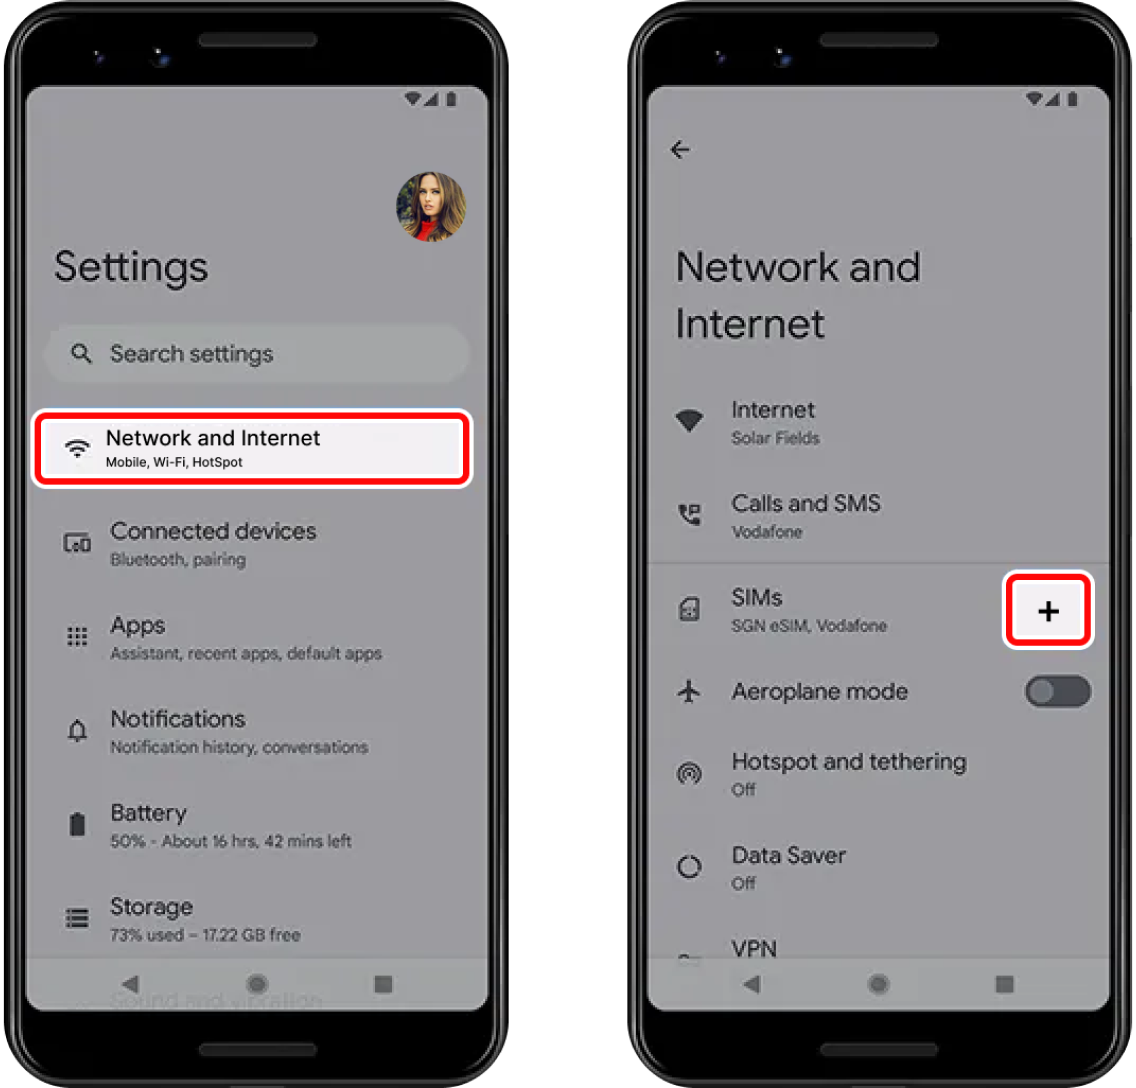 Settings
Search settings
Network and Internet
Mobile, Wi-Fi, HotSpot
Connected devices
Bluetooth, pairing
Apps
Assistant, recent apps, default apps
Notifications
Notification history, conversations
Battery
50% - About 16 hrs, 42 mins left
Storage
73% used – 17.22 GB free
Sound and vibration
Network and
Internet
Internet
Solar Fields
Calls and SMS
Vodafone
SIMs
SGN eSIM, Vodafone
+
Aeroplane mode
Hotspot and tethering
Off
Data Saver
Off
VPN